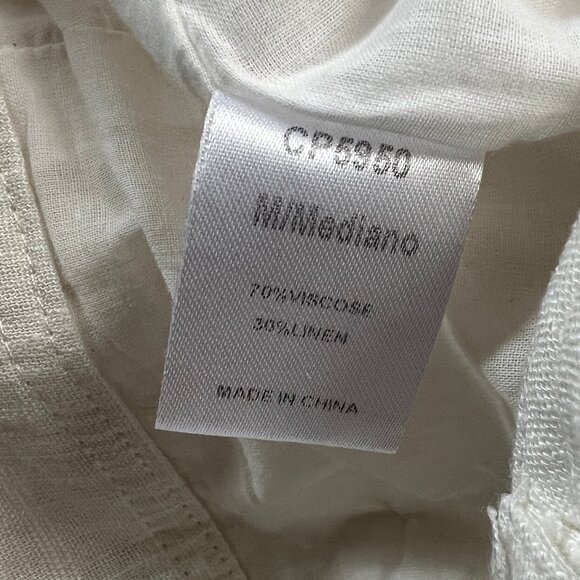 CP5950
M/Mediano
70%VISCOSE
30%LINEN
MADE IN CHINA